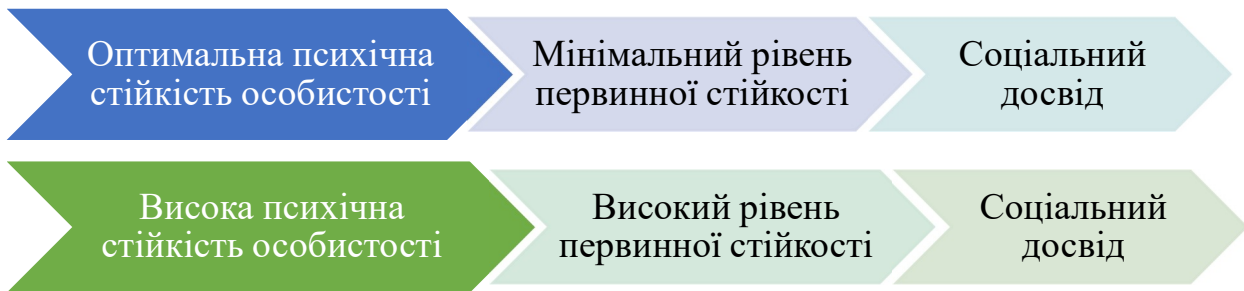 Оптимальна психічна
стійкість особистості
Мінімальний рівень
первинної стійкості
Соціальний
досвід
Висока психічна
стійкість особистості
Високий рівень
первинної стійкості
Соціальний
досвід